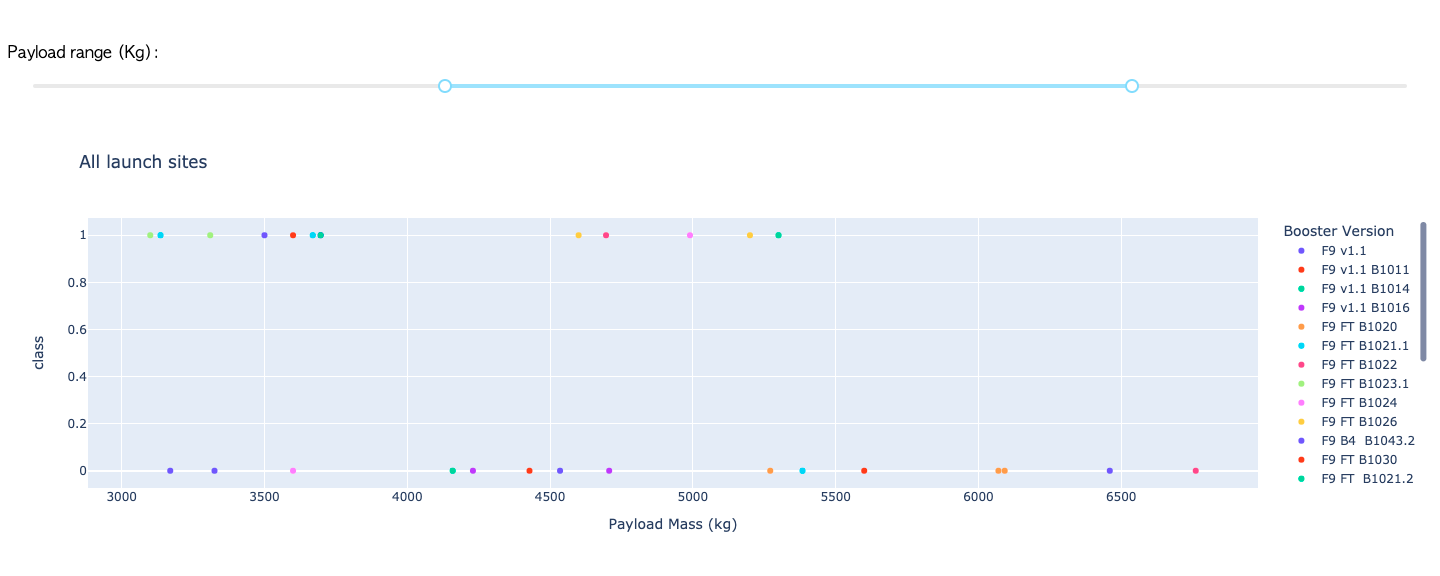 Payload range (Kg):
All launch sites
1
0.8
0.6
0.4
0.2
0
class
3000 3500 4000 4500 5000 5500 6000 6500
Payload Mass (kg)
Booster Version
F9 v1.1
F9 v1.1 B1011
F9 v1.1 B1014
F9 v1.1 B1016
F9 FT B1020
F9 FT B1021.1
F9 FT B1022
F9 FT B1023.1
F9 FT B1024
F9 FT B1026
F9 B4  B1043.2
F9 FT B1030
F9 FT  B1021.2